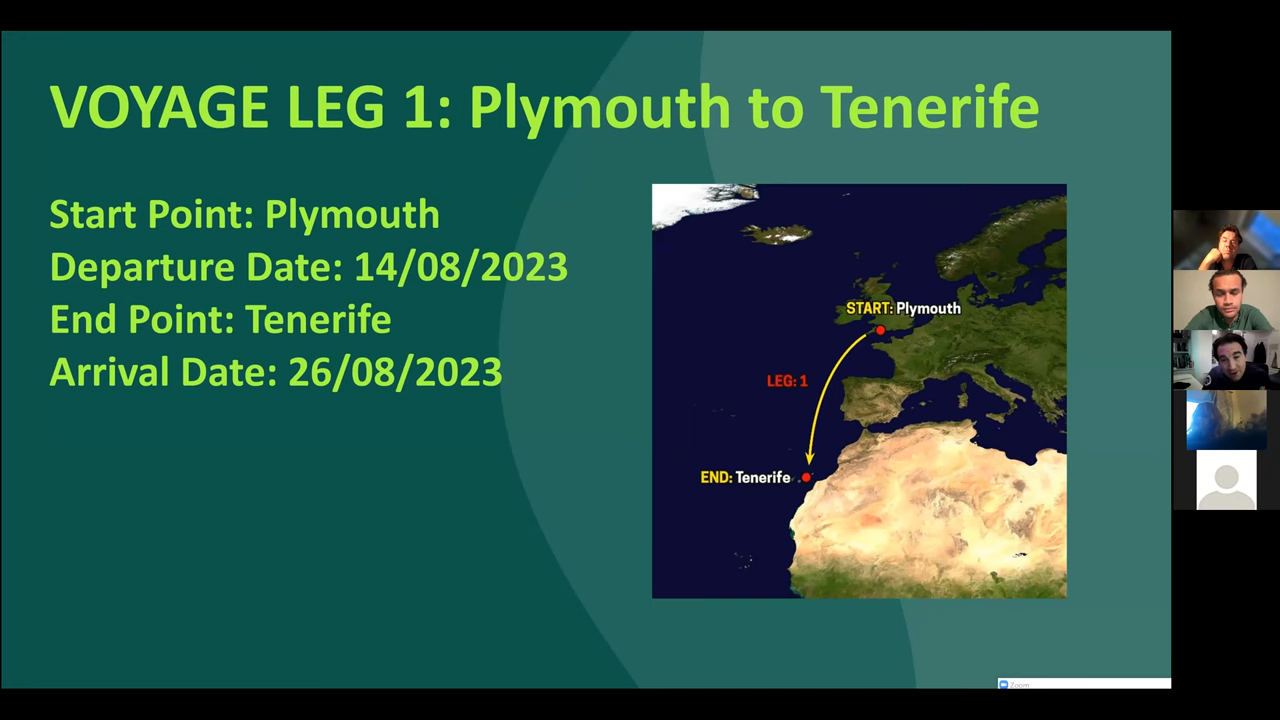 VOYAGE LEG 1: Plymouth to Tenerife
Start Point: Plymouth
Departure Date: 14/08/2023
End Point: Tenerife
Arrival Date: 26/08/2023
START: Plymouth
LEG: 1
END: Tenerife
Zoom